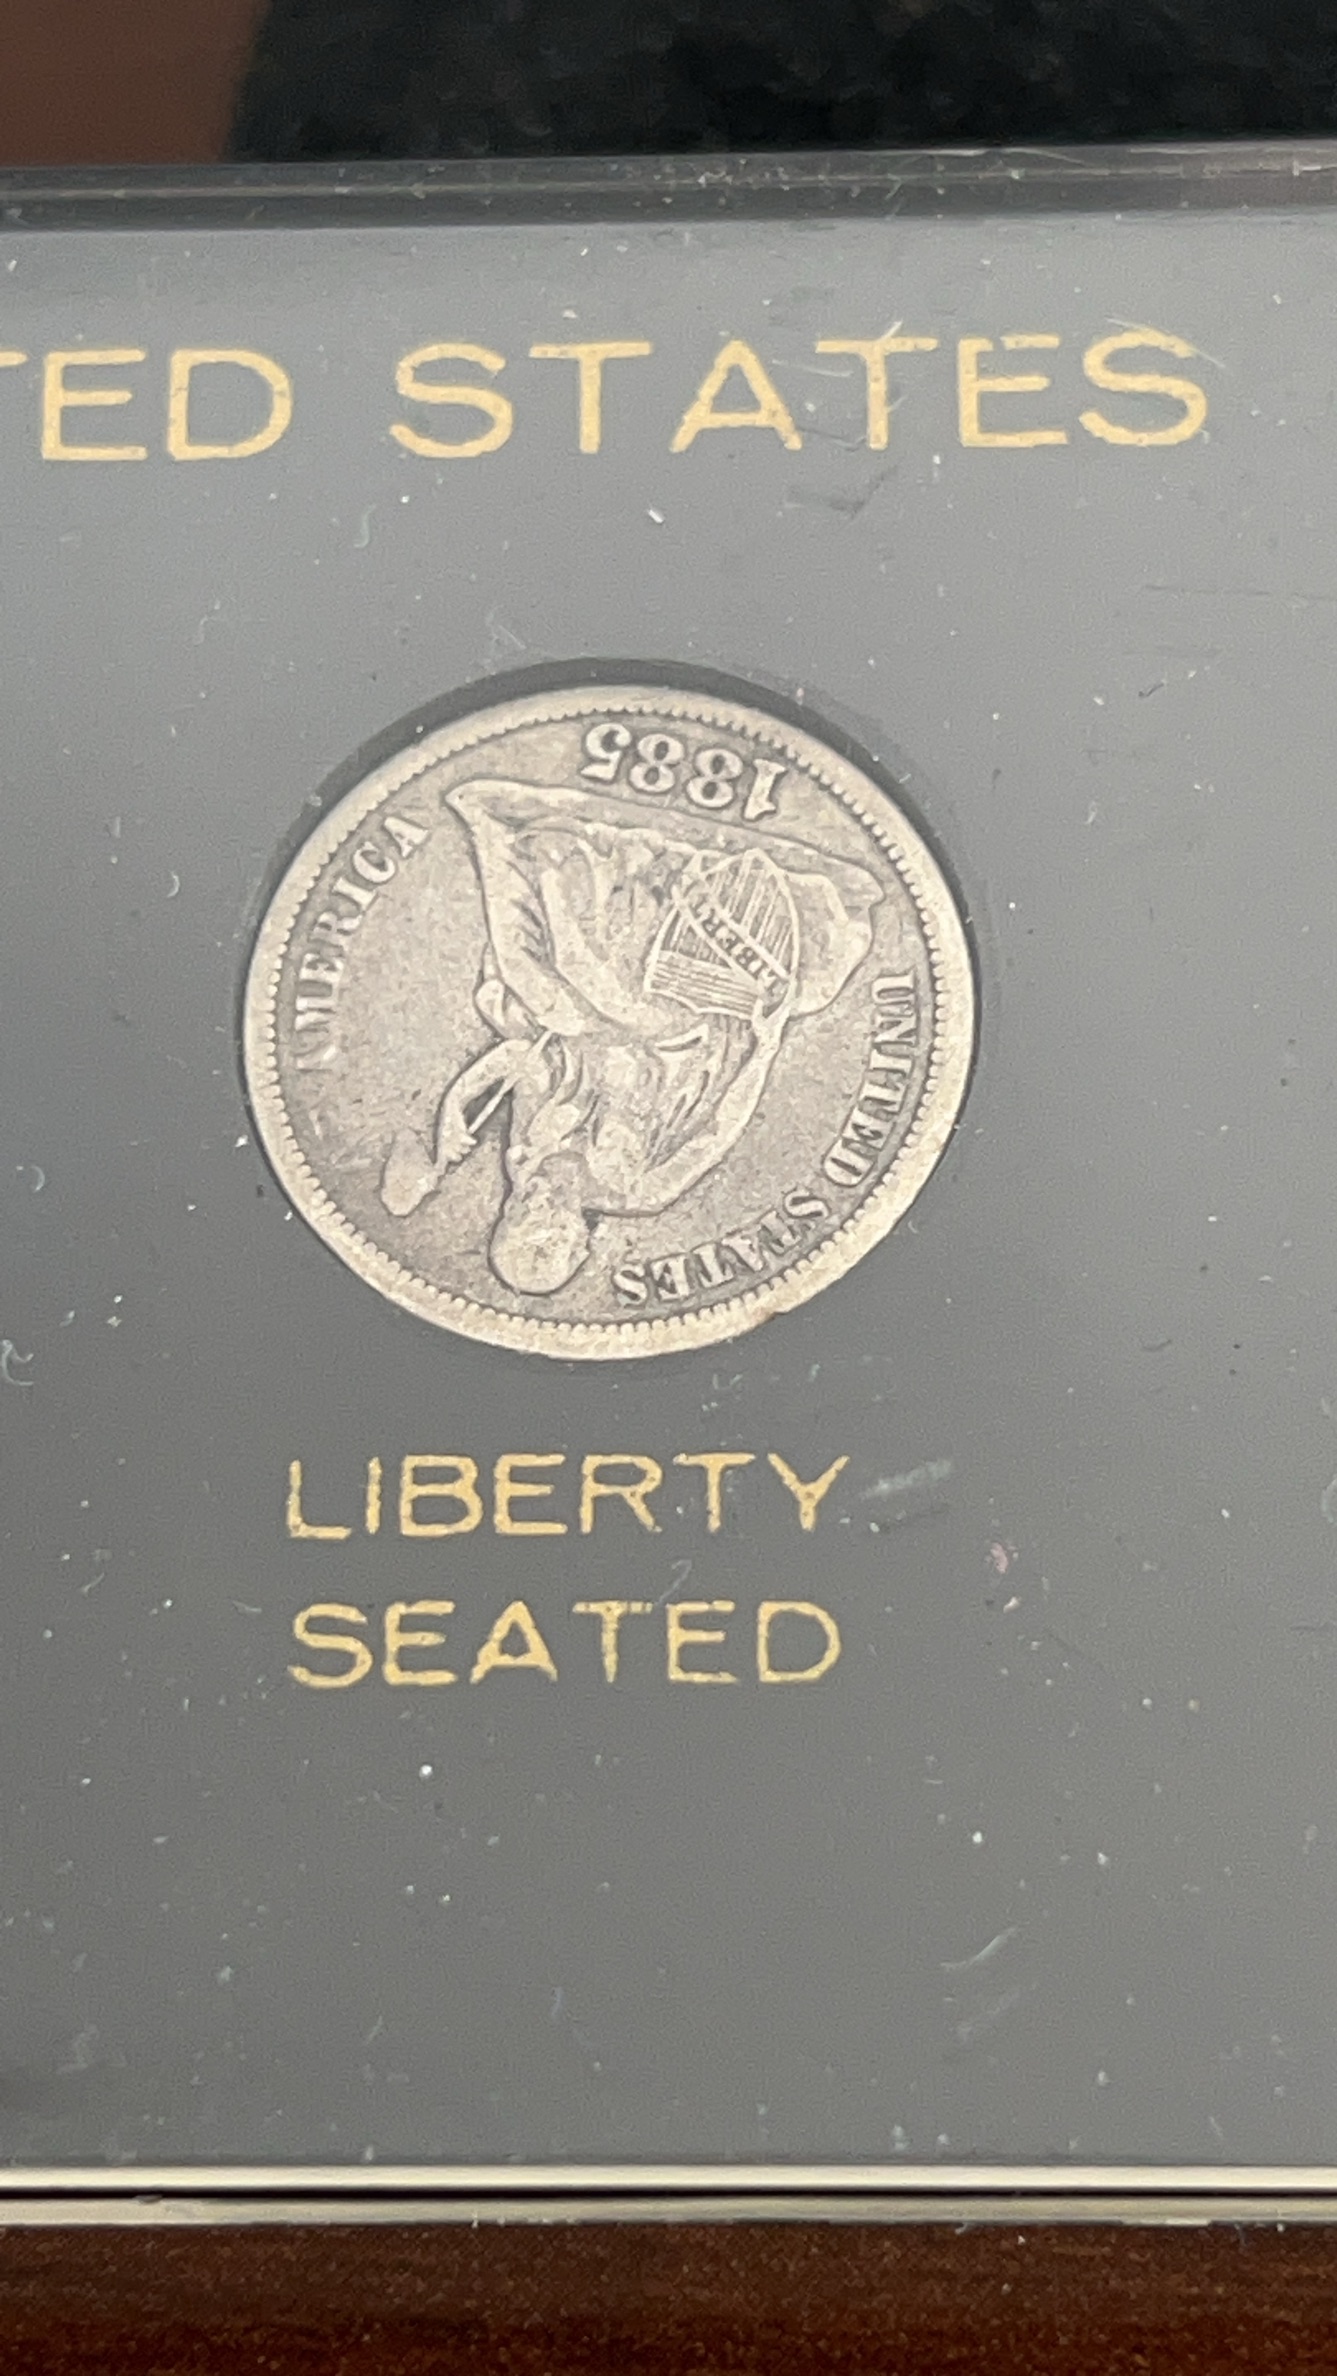 TED STATES
1885
UNITED STATES
AMERICA
LIBERTY
LIBERTY
SEATED